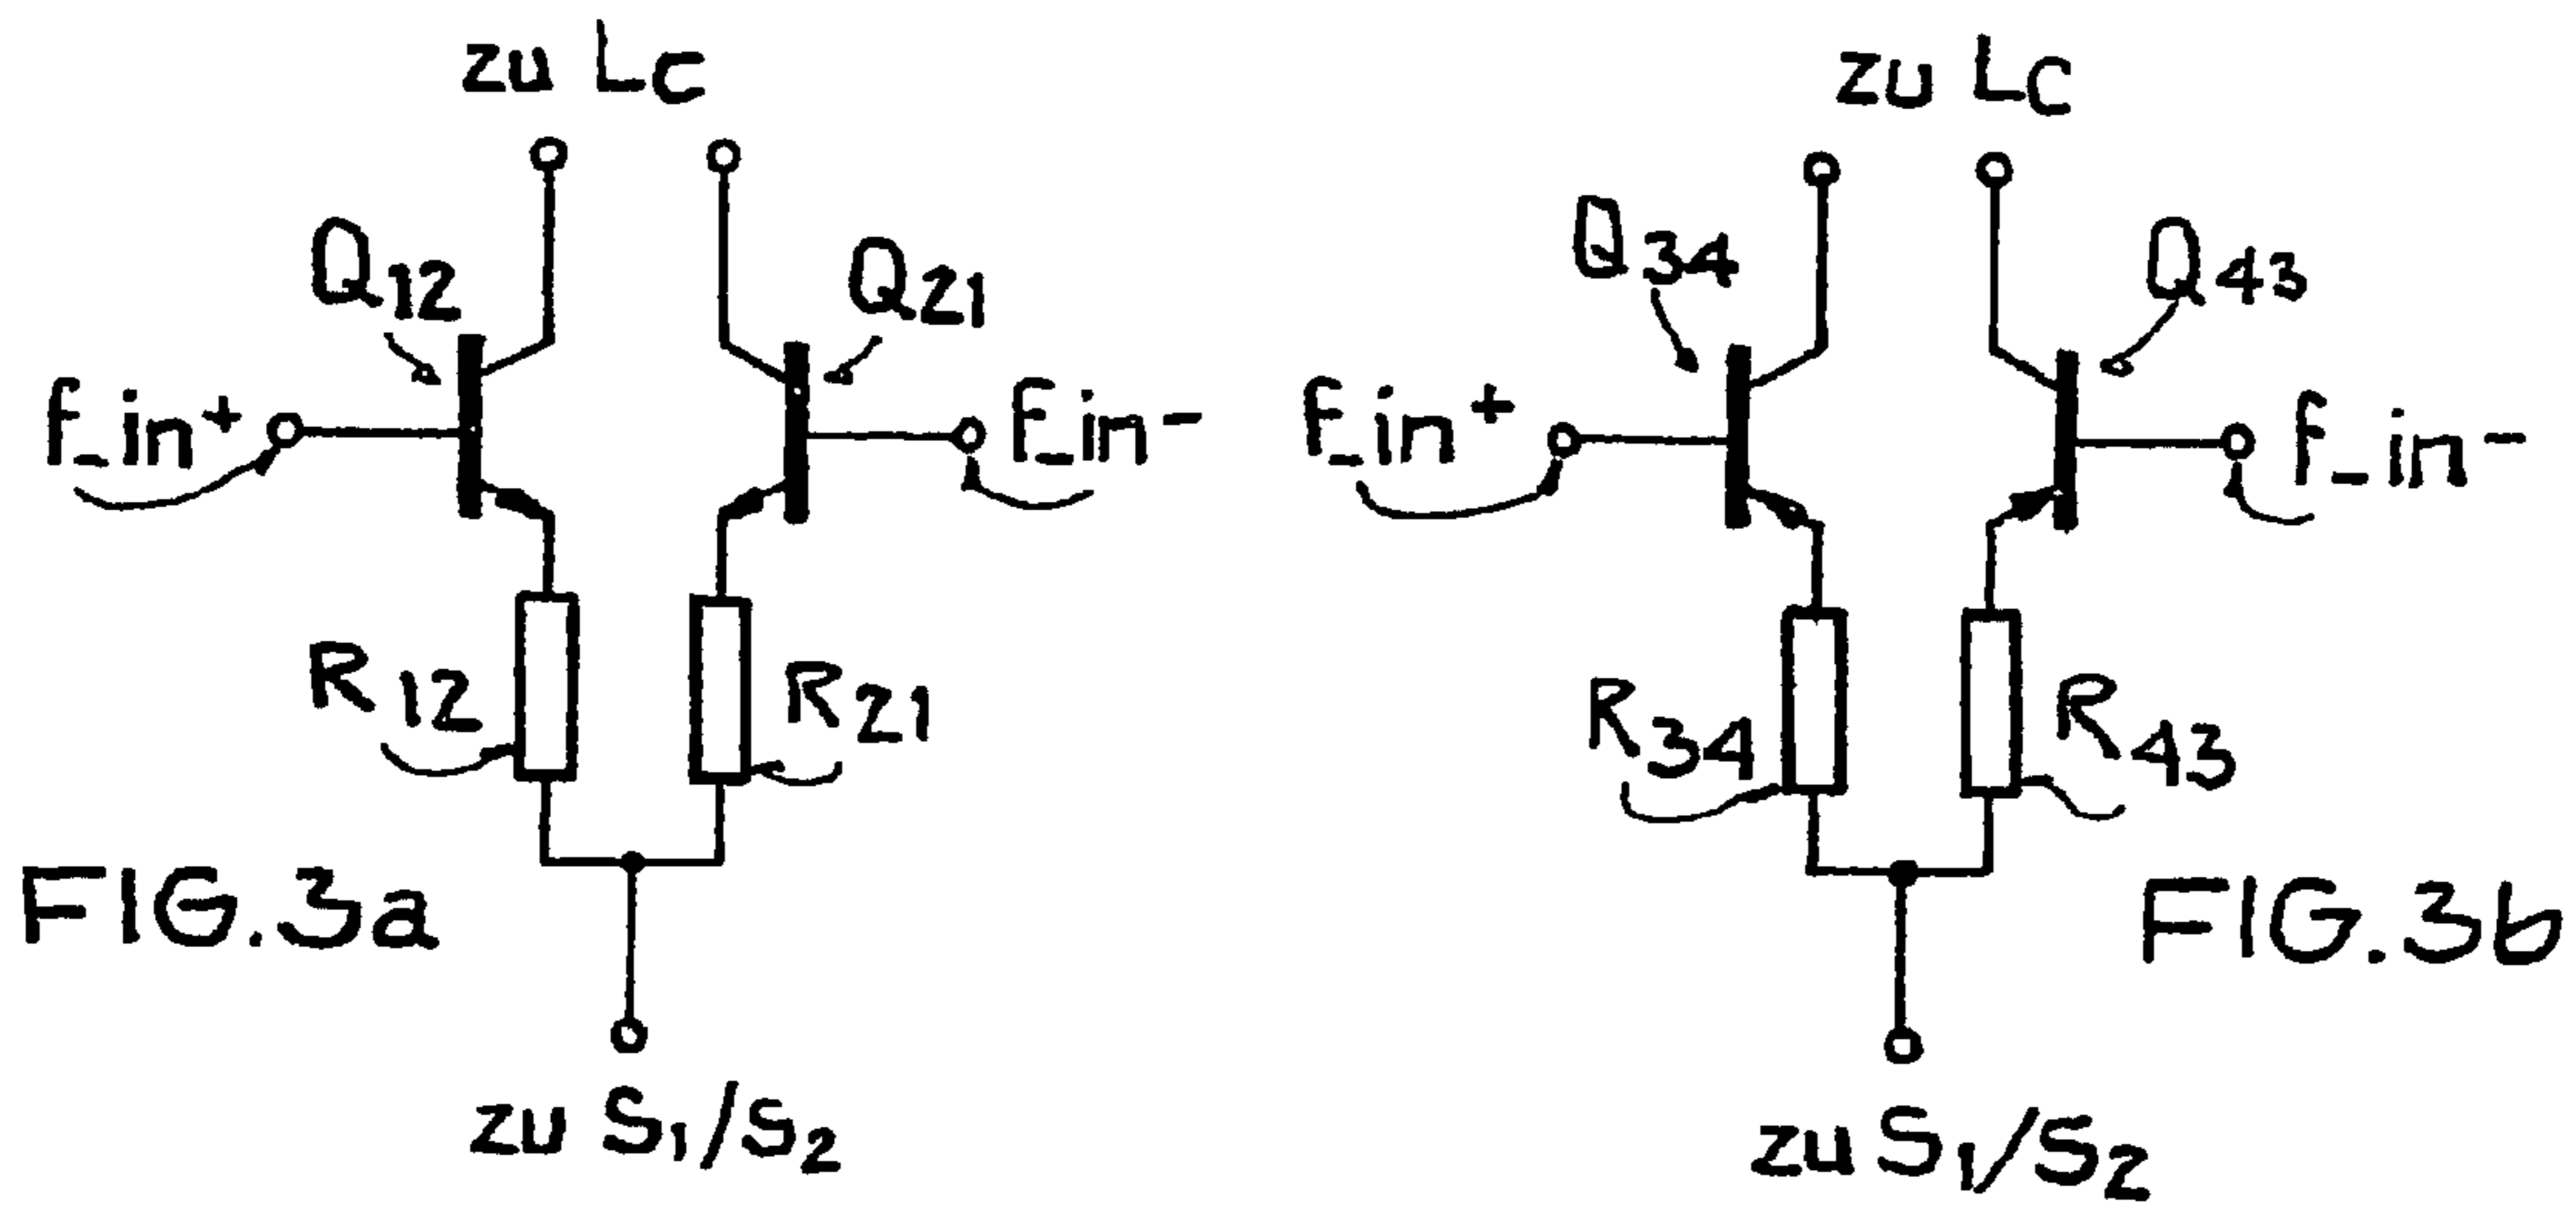 zu LC
Q12
Q21
f_in+
f_in-
R12
R21
FIG.3a
zu S1/S2
zu LC
Q34
Q43
f_in+
f_in-
R34
R43
FIG.3b
zu S1/S2